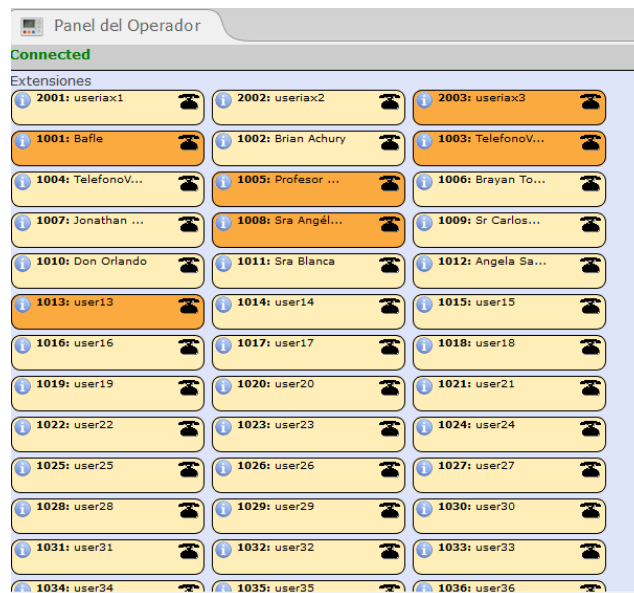 Panel del Operador
Connected
Extensiones
2001: useriax1
2002: useriax2
2003: useriax3
1001: Bafle
1002: Brian Achury
1003: TelefonoV...
1004: TelefonoV...
1005: Profesor ...
1006: Brayan To...
1007: Jonathan ...
1008: Sra Angél...
1009: Sr Carlos...
1010: Don Orlando
1011: Sra Blanca
1012: Angela Sa...
1013: user13
1014: user14
1015: user15
1016: user16
1017: user17
1018: user18
1019: user19
1020: user20
1021: user21
1022: user22
1023: user23
1024: user24
1025: user25
1026: user26
1027: user27
1028: user28
1029: user29
1030: user30
1031: user31
1032: user32
1033: user33
1034: user34
1035: user35
1036: user36